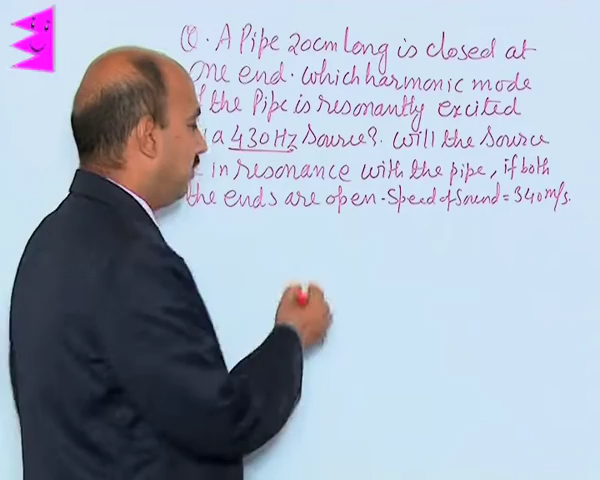 Q. A Pipe 20cm long is closed at
One end. which harmonic mode
the Pipe is resonantly excited
a 430Hz Source?. will the Source
in resonance with the pipe, if both
the ends are open. Speed of Sound = 340 m/s.